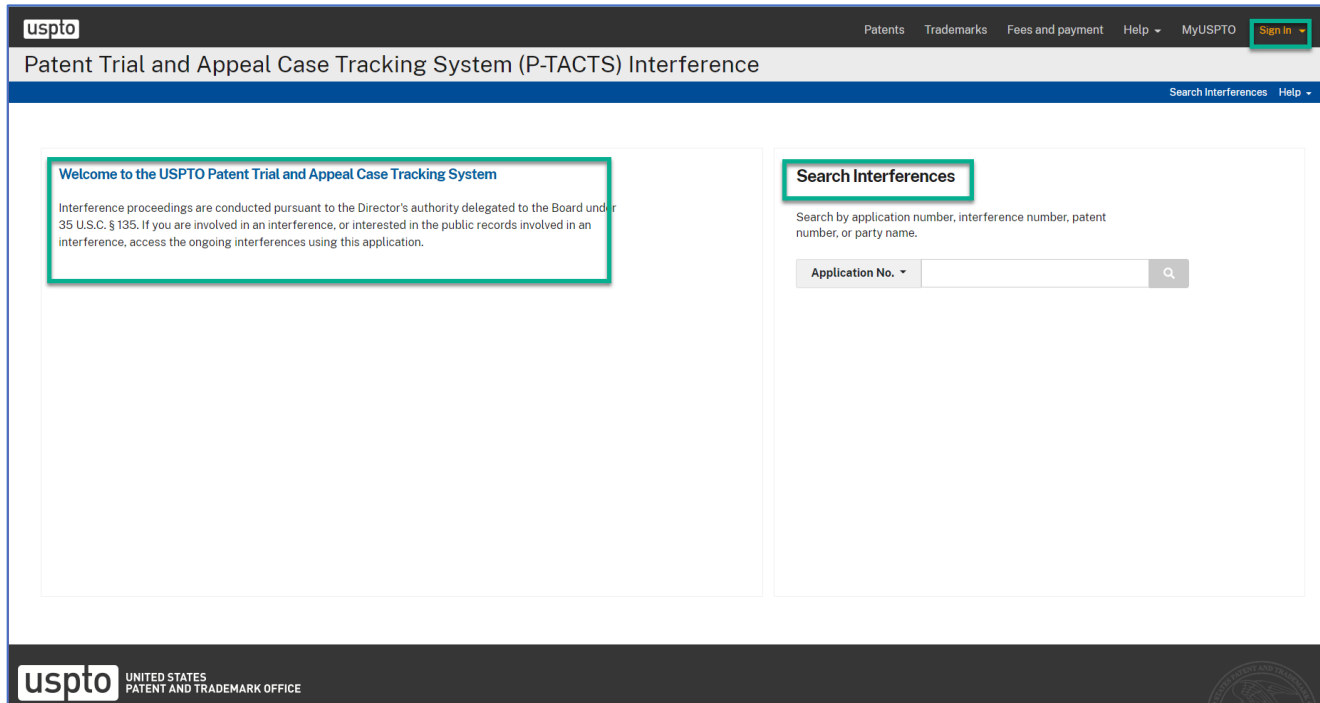 uspto Patents Trademarks Fees and payment Help MyUSPTO Sign In
Patent Trial and Appeal Case Tracking System (P-TACTS) Interference
Search Interferences Help
Welcome to the USPTO Patent Trial and Appeal Case Tracking System
Interference proceedings are conducted pursuant to the Director's authority delegated to the Board under
35 U.S.C. § 135. If you are involved in an interference, or interested in the public records involved in an
interference, access the ongoing interferences using this application.
Search Interferences
Search by application number, interference number, patent
number, or party name.
Application No.
uspto UNITED STATES
PATENT AND TRADEMARK OFFICE